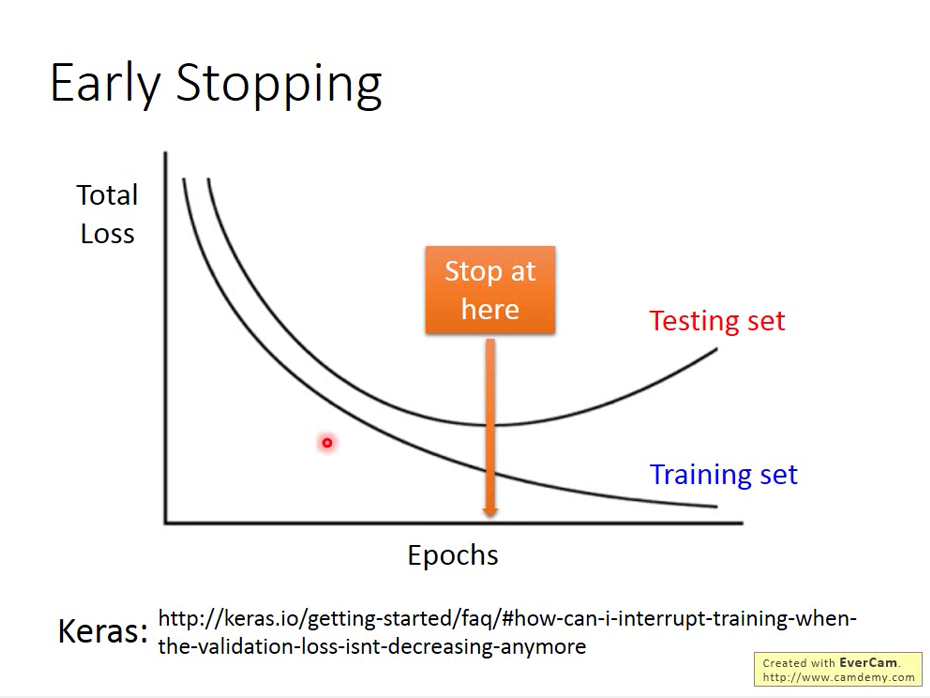 Early Stopping
Total
Loss
Stop at
here
Testing set
Training set
Epochs
Keras:
http://keras.io/getting-started/faq/#how-can-i-interrupt-training-when-
the-validation-loss-isnt-decreasing-anymore
Created with EverCam.
http://www.camdemy.com